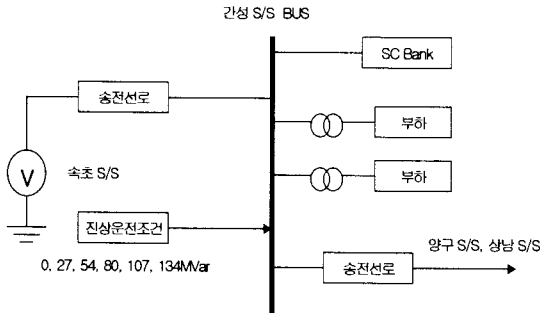 간성 S/S BUS
SC Bank
송전선로
부하
V
속초 S/S
부하
진상운전조건
0, 27, 54, 80, 107, 134MVar
양구 S/S, 상남 S/S
송전선로